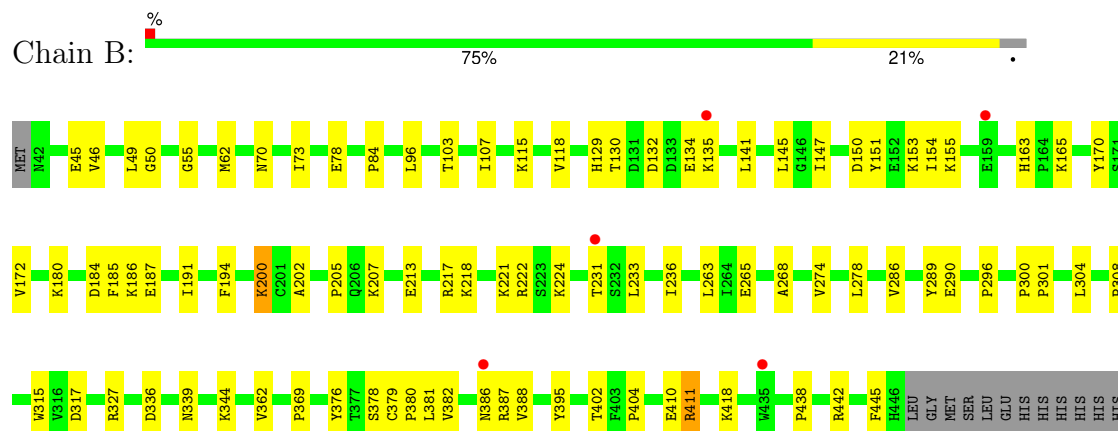 %
Chain B:
75% 21% •
MET N42 E45 V46 L49 G50 G55 M62 N70 I73 E78 P84 L96 T103 I107 K115 V118 H129 T130 D131 D132 D133 E134 K135 L141 L145 G146 I147 D150 Y151 E152 K153 I154 K155 E159 H163 P164 K165 Y170 S171
V172 K180 D184 F185 K186 E187 I191 F194 K200 C201 A202 P205 Q206 K207 E213 R217 K218 K221 R222 S223 K224 T231 S232 L233 I236 L263 I264 E265 A268 V274 L278 V286 Y289 E290 P296 P300 P301 L304
W315 V316 D317 R327 D336 N339 K344 V362 P369 Y376 T377 S378 C379 P380 L381 V382 N386 R387 V388 Y395 T402 F403 P404 E410 R411 K418 W435 P438 R442 F445 H446 LEU GLY MET SER LEU GLU HIS HIS HIS HIS HIS HIS